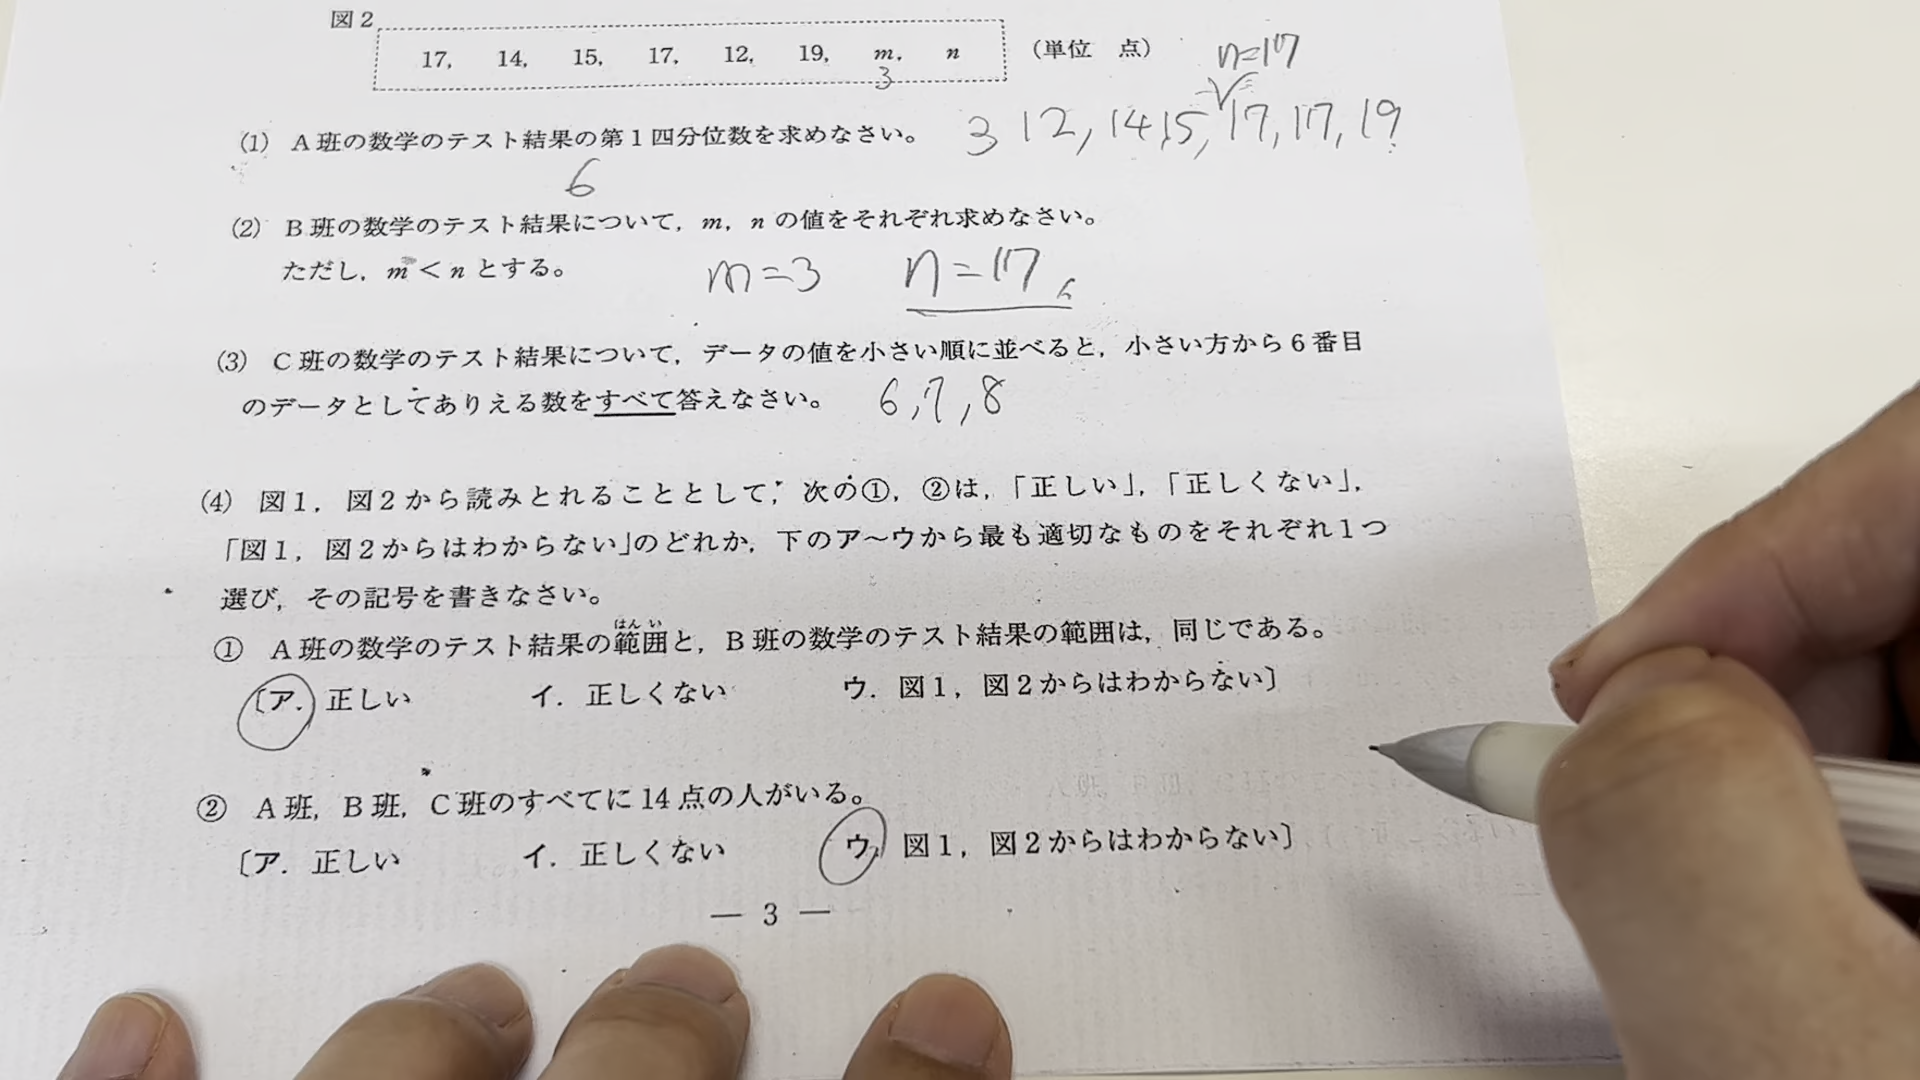 図2
17, 14, 15, 17, 12, 19, m, n (単位 点) n=17
3
3 12, 14 15, 17, 17, 19
(1) A班の数学のテスト結果の第1四分位数を求めなさい。
6
(2) B班の数学のテスト結果について, m, n の値をそれぞれ求めなさい。
ただし, m < n とする。
m=3 n=17
(3) C班の数学のテスト結果について, データの値を小さい順に並べると, 小さい方から6番目
のデータとしてありえる数をすべて答えなさい。 6, 7, 8
(4) 図1, 図2から読みとれることとして, 次の①, ②は, 「正しい」, 「正しくない」,
「図1, 図2からはわからない」のどれか, 下のア〜ウから最も適切なものをそれぞれ1つ
選び, その記号を書きなさい。
はん い
① A班の数学のテスト結果の範囲と, B班の数学のテスト結果の範囲は, 同じである。
〔ア. 正しい イ. 正しくない ウ. 図1, 図2からはわからない〕
② A班, B班, C班のすべてに14点の人がいる。
〔ア. 正しい イ. 正しくない ウ. 図1, 図2からはわからない〕
— 3 —